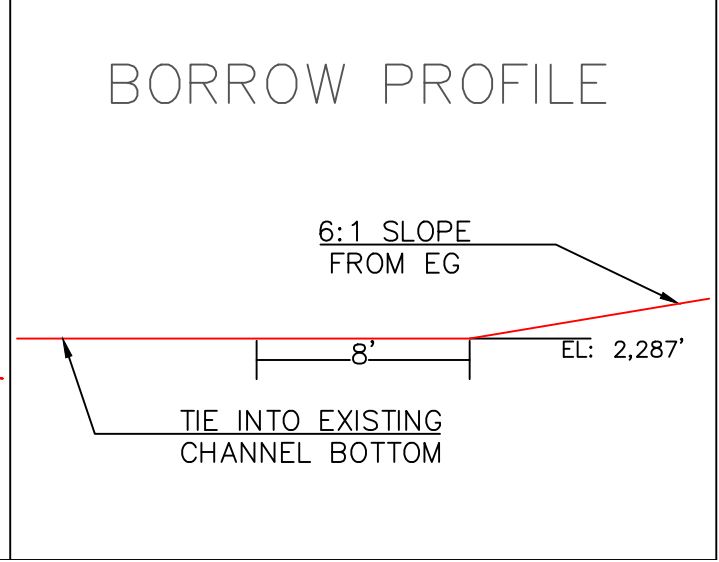 BORROW PROFILE
6:1 SLOPE
FROM EG
8'
EL: 2,287'
TIE INTO EXISTING
CHANNEL BOTTOM